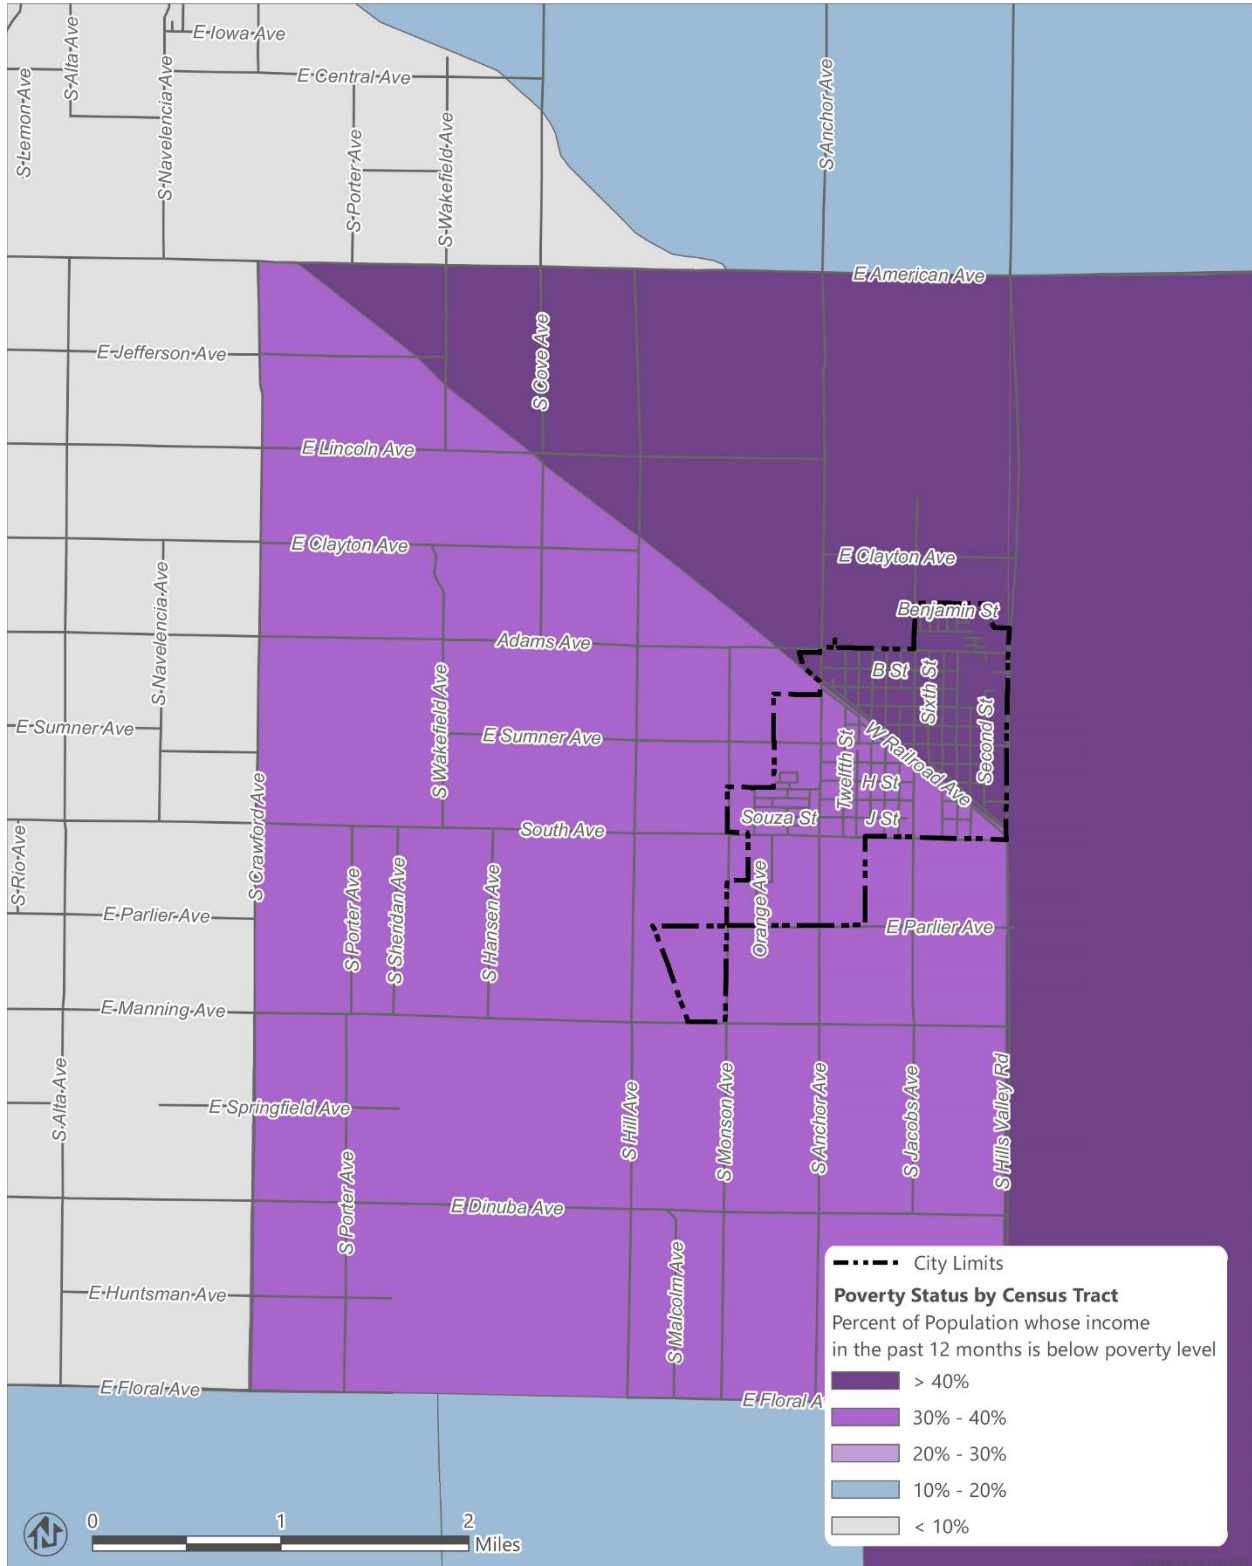 E Iowa Ave
S Alta Ave
E Central Ave
S Lemon Ave
S Navelencia Ave
S Porter Ave
S Wakefield Ave
S Anchor Ave
E American Ave
E Jefferson Ave
S Cove Ave
E Lincoln Ave
E Clayton Ave
E Clayton Ave
Benjamin St
S Navelencia Ave
Adams Ave
B St
Sixth St
S Wakefield Ave
E Sumner Ave
E Sumner Ave
Twelfth St
W Railroad Ave
Second St
H St
S Crawford Ave
South Ave
Souza St
J St
S Rio Ave
E Parlier Ave
S Porter Ave
S Sheridan Ave
S Hansen Ave
Orange Ave
E Parlier Ave
E Manning Ave
S Alta Ave
E Springfield Ave
S Hill Ave
S Monson Ave
S Anchor Ave
S Jacobs Ave
S Hills Valley Rd
S Porter Ave
E Dinuba Ave
S Malcolm Ave
E Huntsman Ave
E Floral Ave
E Floral A
City Limits
Poverty Status by Census Tract
Percent of Population whose income
in the past 12 months is below poverty level
> 40%
30% - 40%
20% - 30%
10% - 20%
< 10%
N
0 1 2
Miles